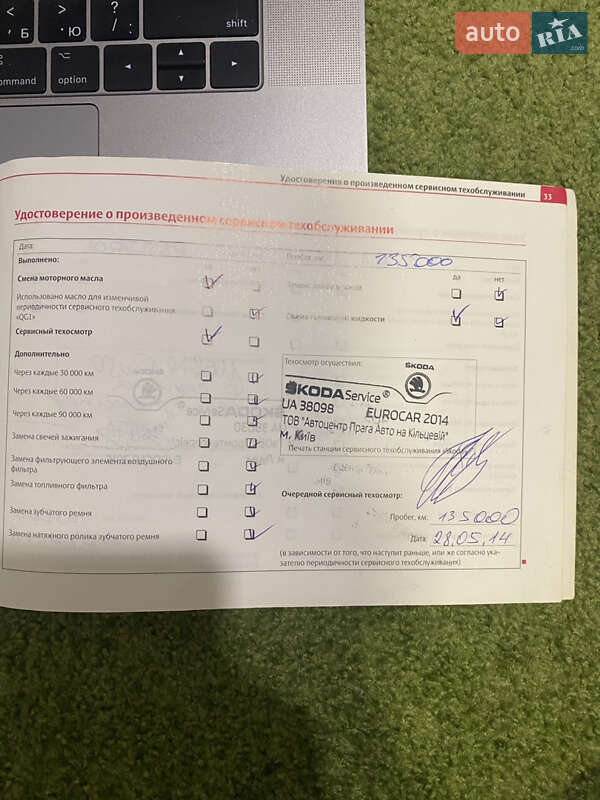 auto RIA .com
< > ? shift
Б Ю / .
⌘ ⌥
command option
Удостоверения о произведенном сервисном техобслуживании 33
Удостоверение о произведенном сервисном техобслуживании
Дата:
Выполнено:
Пробег, км: 135000
да нет
Смена моторного масла
Использовано масло для изменчивой
периодичности сервисного техобслуживания
«QG1»
Смена тормозной жидкости
Сервисный техосмотр
Дополнительно
Через каждые 30 000 км
Через каждые 60 000 км
Через каждые 90 000 км
Замена свечей зажигания
Замена фильтрующего элемента воздушного
фильтра
Замена топливного фильтра
Замена зубчатого ремня
Замена натяжного ролика зубчатого ремня
Техосмотр осуществил:
ŠKODA
ŠKODA Service®
UA 38098 EUROCAR 2014
ТОВ "Автоцентр Прага Авто на Кільцевій"
м. Київ
Печать станции сервисного техобслуживания
Очередной сервисный техосмотр:
Пробег, км: 135000
Дата: 28.05.14
(в зависимости от того, что наступит раньше, или же согласно ука-
зателю периодичности сервисного техобслуживания)